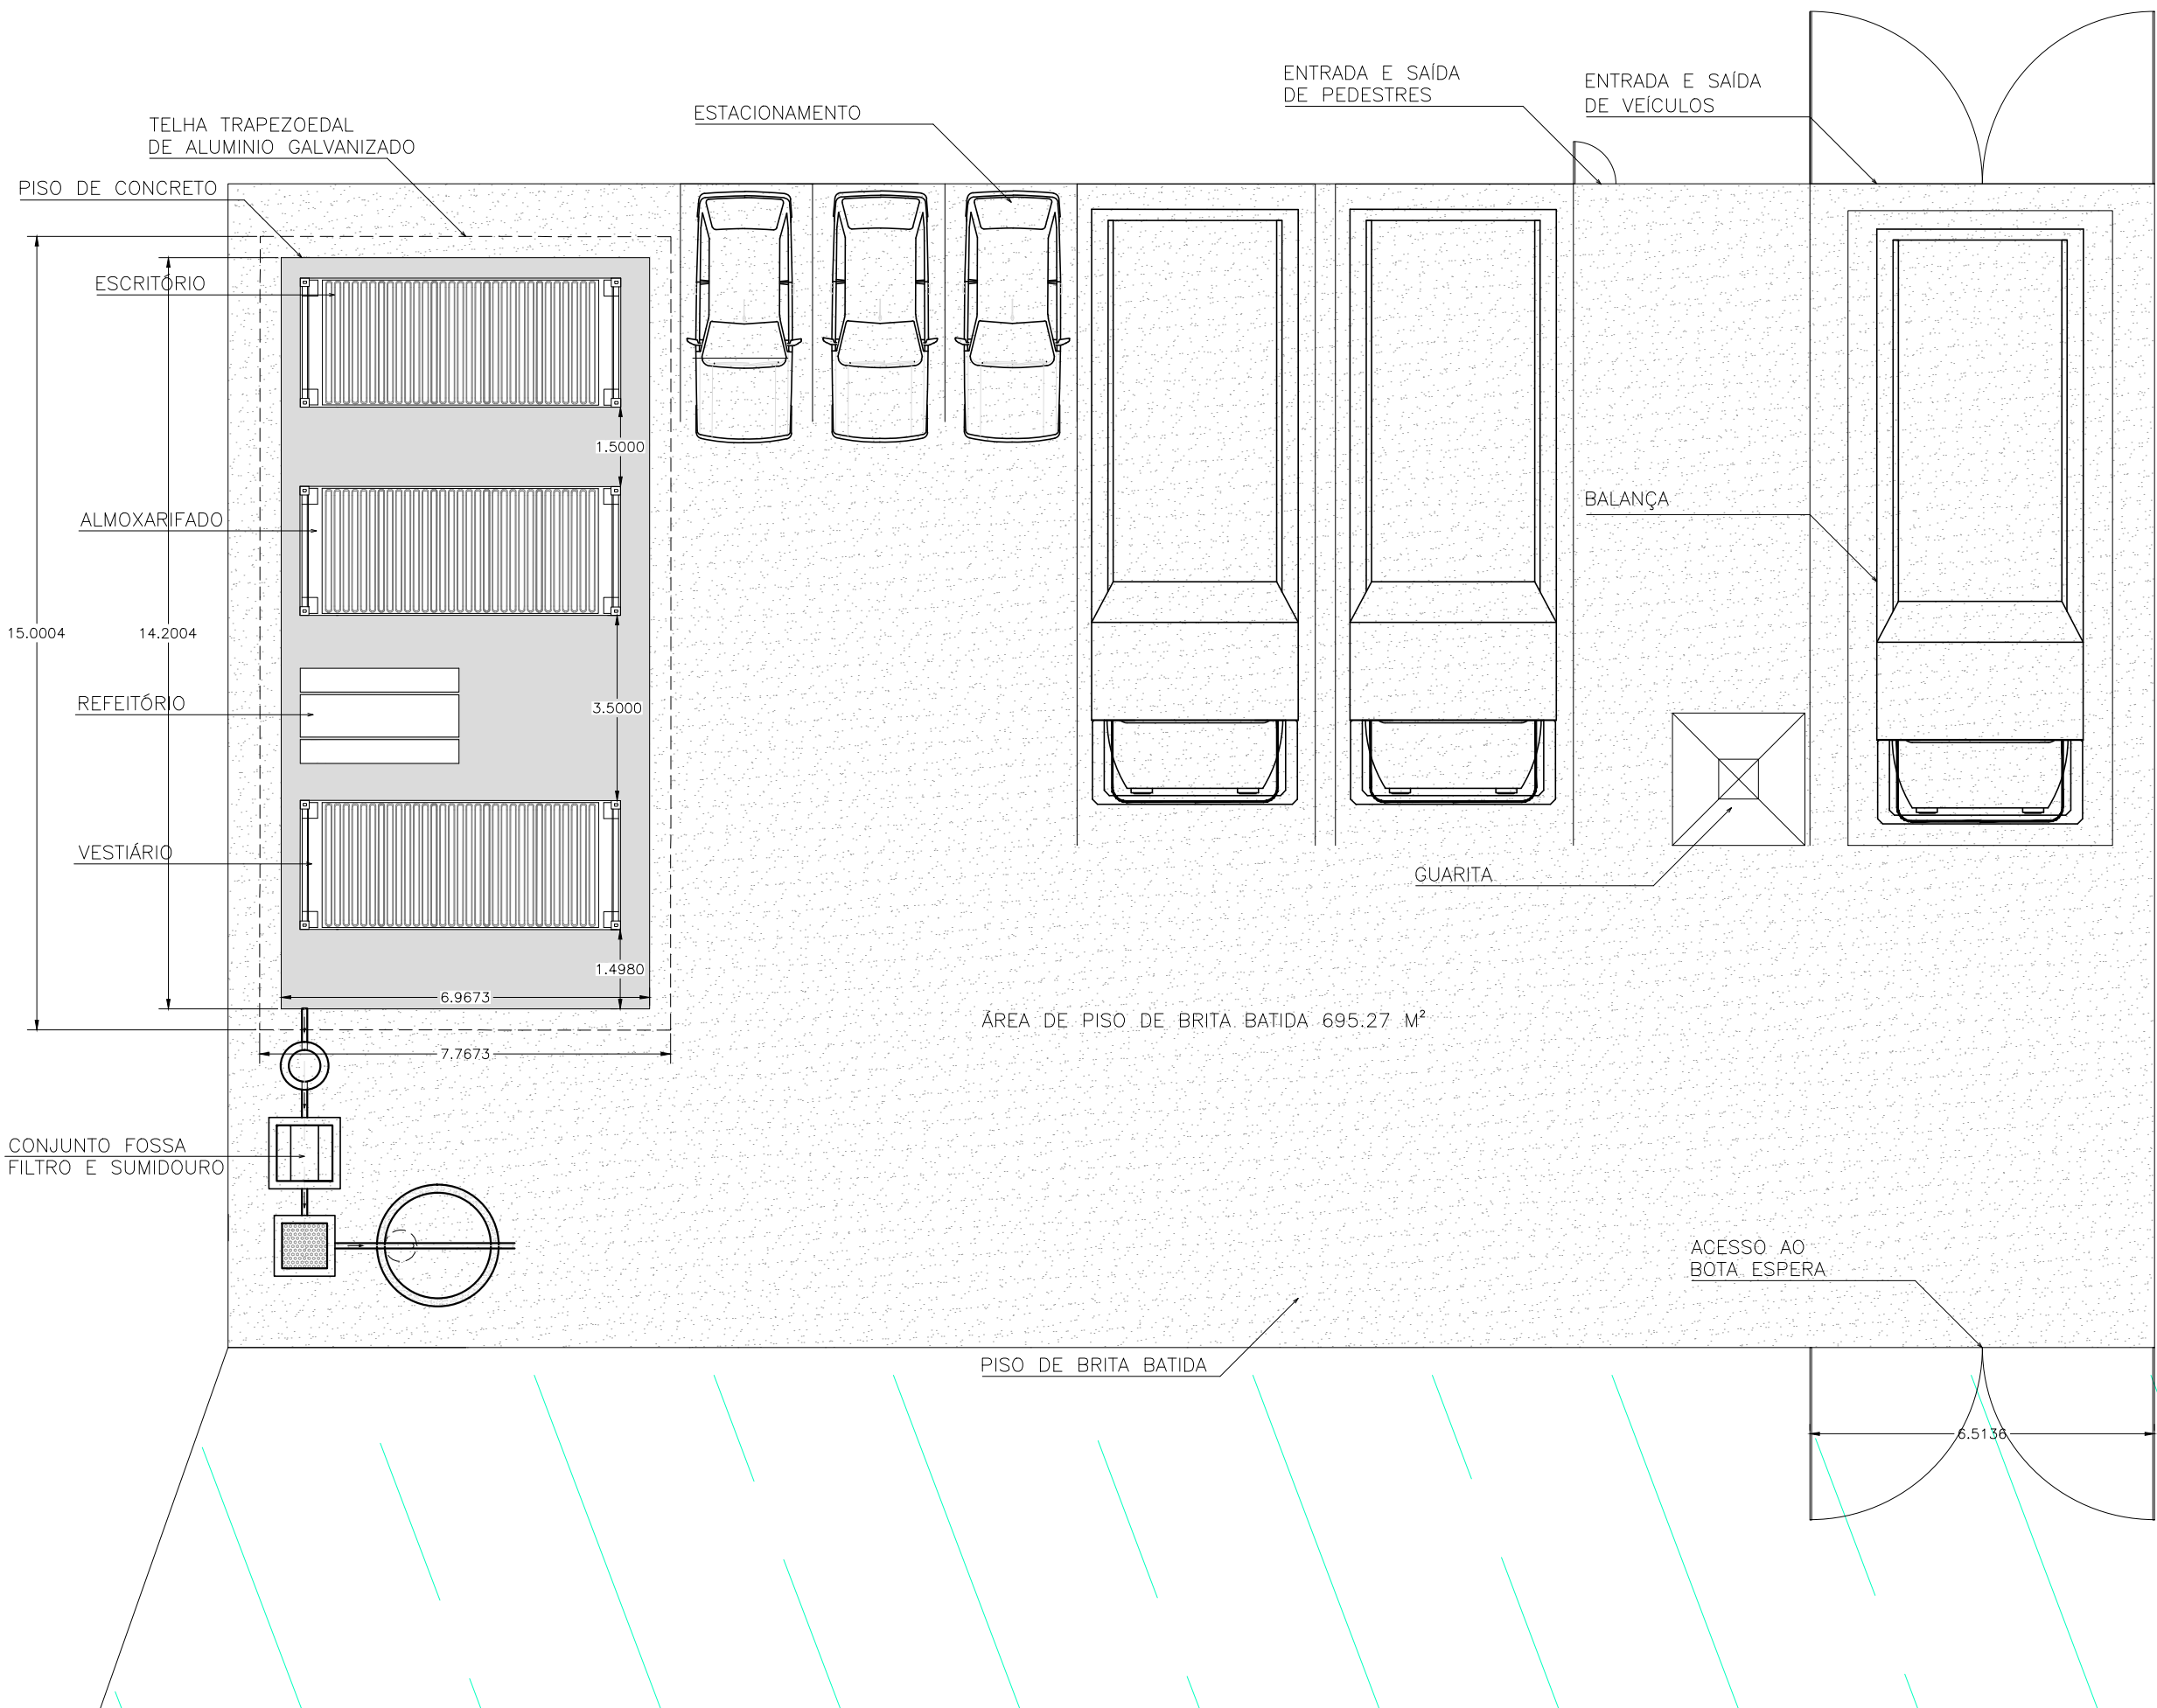 ENTRADA E SAÍDA
DE PEDESTRES
ENTRADA E SAÍDA
DE VEÍCULOS
ESTACIONAMENTO
TELHA TRAPEZOEDAL
DE ALUMINIO GALVANIZADO
PISO DE CONCRETO
ESCRITÓRIO
1.5000
BALANÇA
ALMOXARIFADO
15.0004
14.2004
REFEITÓRIO
3.5000
VESTIÁRIO
GUARITA
1.4980
6.9673
ÁREA DE PISO DE BRITA BATIDA 695.27 M²
7.7673
CONJUNTO FOSSA
FILTRO E SUMIDOURO
ACESSO AO
BOTA ESPERA
PISO DE BRITA BATIDA
6.5136